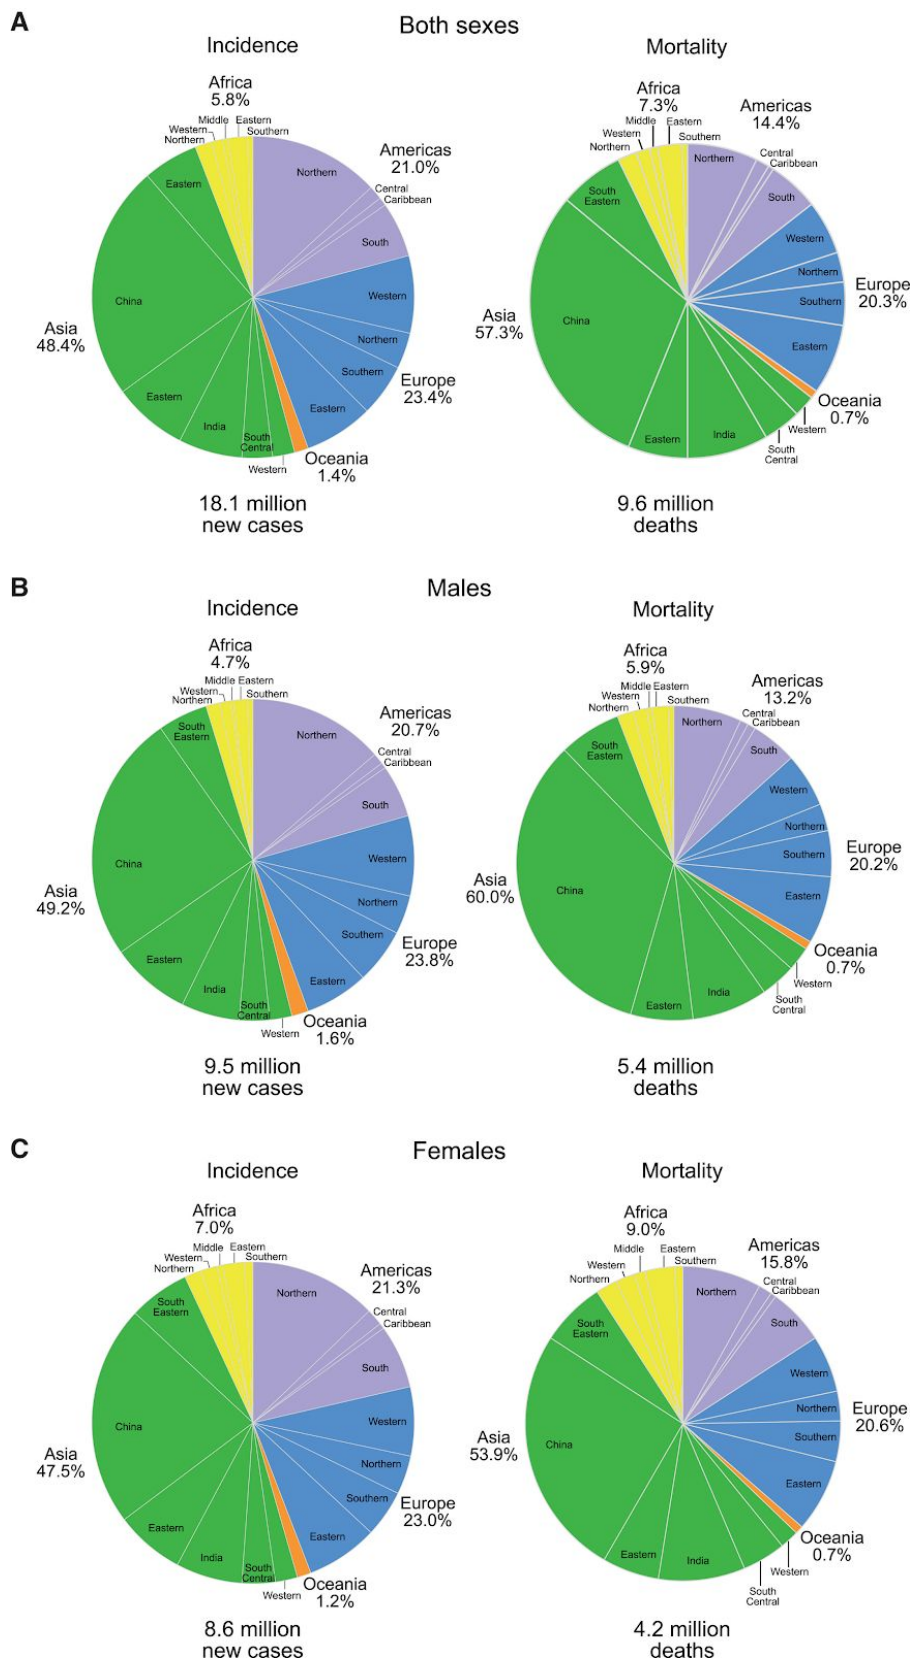 A
Both sexes
Incidence
Africa
5.8%
Middle
Eastern
Western
Southern
Northern
Americas
21.0%
Northern
Central
Caribbean
South
Western
Northern
Southern
Eastern
Europe
23.4%
Oceania
1.4%
Western
South
Central
India
Eastern
China
Eastern
Asia
48.4%
18.1 million
new cases
Mortality
Africa
7.3%
Middle
Eastern
Western
Southern
Northern
Americas
14.4%
Northern
Central
Caribbean
South
Western
Northern
Southern
Eastern
Europe
20.3%
Oceania
0.7%
Western
South
Central
India
Eastern
China
South
Eastern
Asia
57.3%
9.6 million
deaths
B
Males
Incidence
Africa
4.7%
Middle
Eastern
Western
Southern
Northern
Americas
20.7%
Northern
Central
Caribbean
South
Western
Northern
Southern
Eastern
Europe
23.8%
Oceania
1.6%
Western
South
Central
India
Eastern
China
South
Eastern
Asia
49.2%
9.5 million
new cases
Mortality
Africa
5.9%
Middle
Eastern
Western
Southern
Northern
Americas
13.2%
Northern
Central
Caribbean
South
Western
Northern
Southern
Eastern
Europe
20.2%
Oceania
0.7%
Western
South
Central
India
Eastern
China
South
Eastern
Asia
60.0%
5.4 million
deaths
C
Females
Incidence
Africa
7.0%
Middle
Eastern
Western
Southern
Northern
Americas
21.3%
Northern
Central
Caribbean
South
Western
Northern
Southern
Eastern
Europe
23.0%
Oceania
1.2%
Western
South
Central
India
Eastern
China
South
Eastern
Asia
47.5%
8.6 million
new cases
Mortality
Africa
9.0%
Middle
Eastern
Western
Southern
Northern
Americas
15.8%
Northern
Central
Caribbean
South
Western
Northern
Southern
Eastern
Europe
20.6%
Oceania
0.7%
Western
South
Central
India
Eastern
China
South
Eastern
Asia
53.9%
4.2 million
deaths